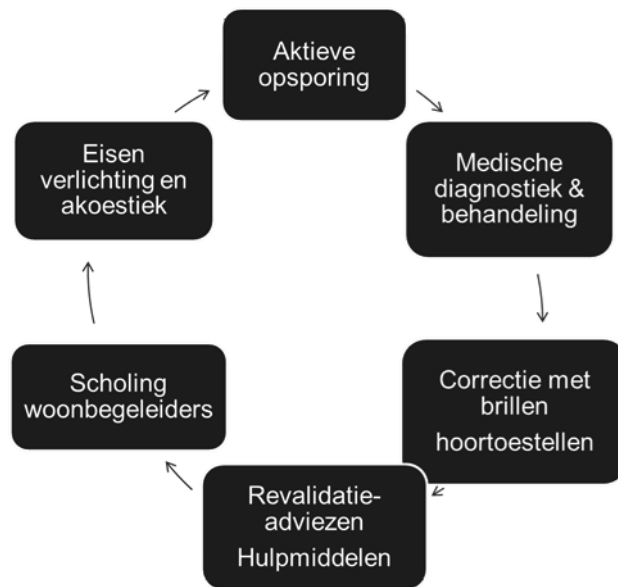 Aktieve
opsporing
Medische
diagnostiek &
behandeling
Correctie met
brillen
hoortoestellen
Revalidatie-
adviezen
Hulpmiddelen
Scholing
woonbegeleiders
Eisen
verlichting en
akoestiek